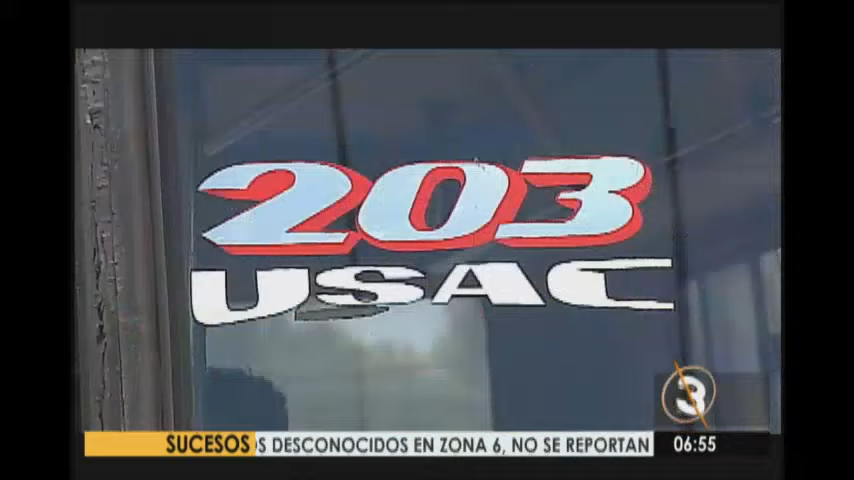 203
USAC
3
SUCESOS S DESCONOCIDOS EN ZONA 6, NO SE REPORTAN 06:55